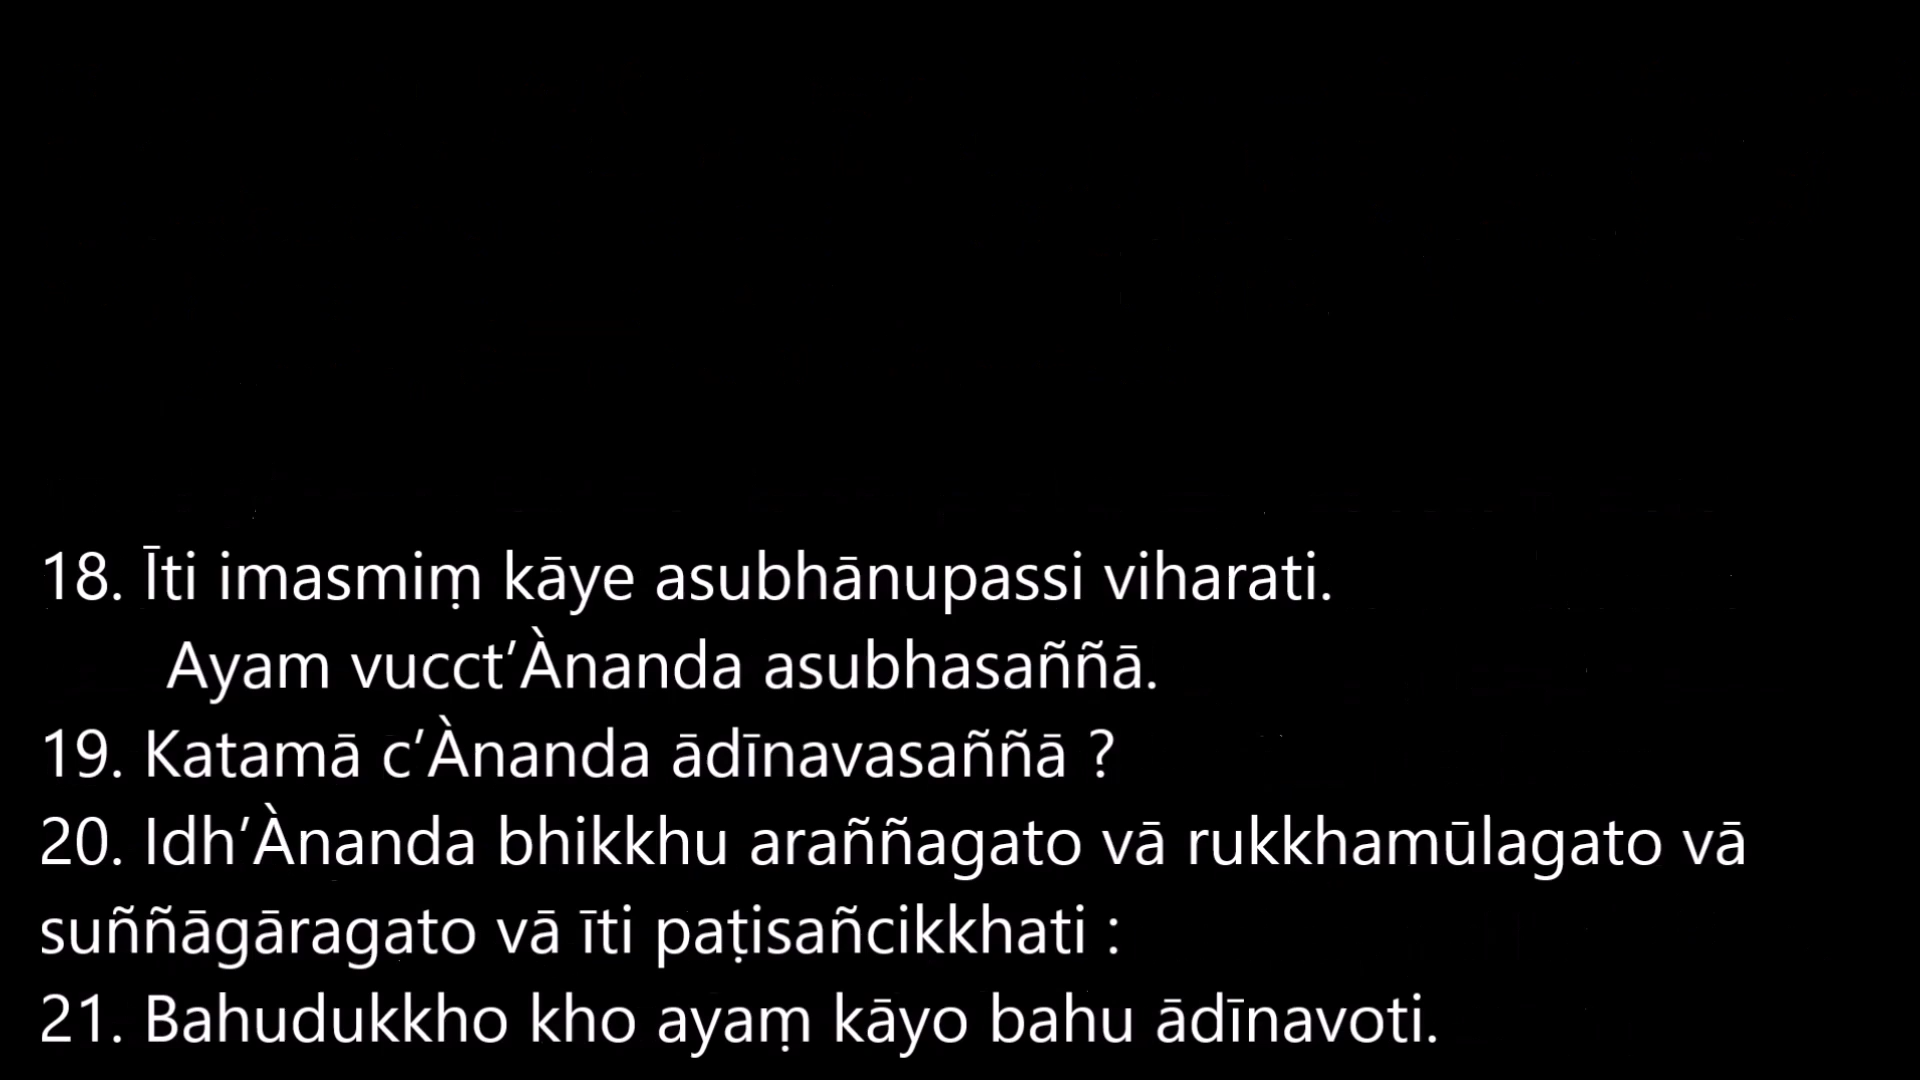 18. Īti imasmiṃ kāye asubhānupassi viharati.
Ayam vucct’Ànanda asubhasaññā.
19. Katamā c’Ànanda ādīnavasaññā ?
20. Idh’Ànanda bhikkhu araññagato vā rukkhamūlagato vā
suññāgāragato vā īti paṭisañcikkhati :
21. Bahudukkho kho ayaṃ kāyo bahu ādīnavoti.